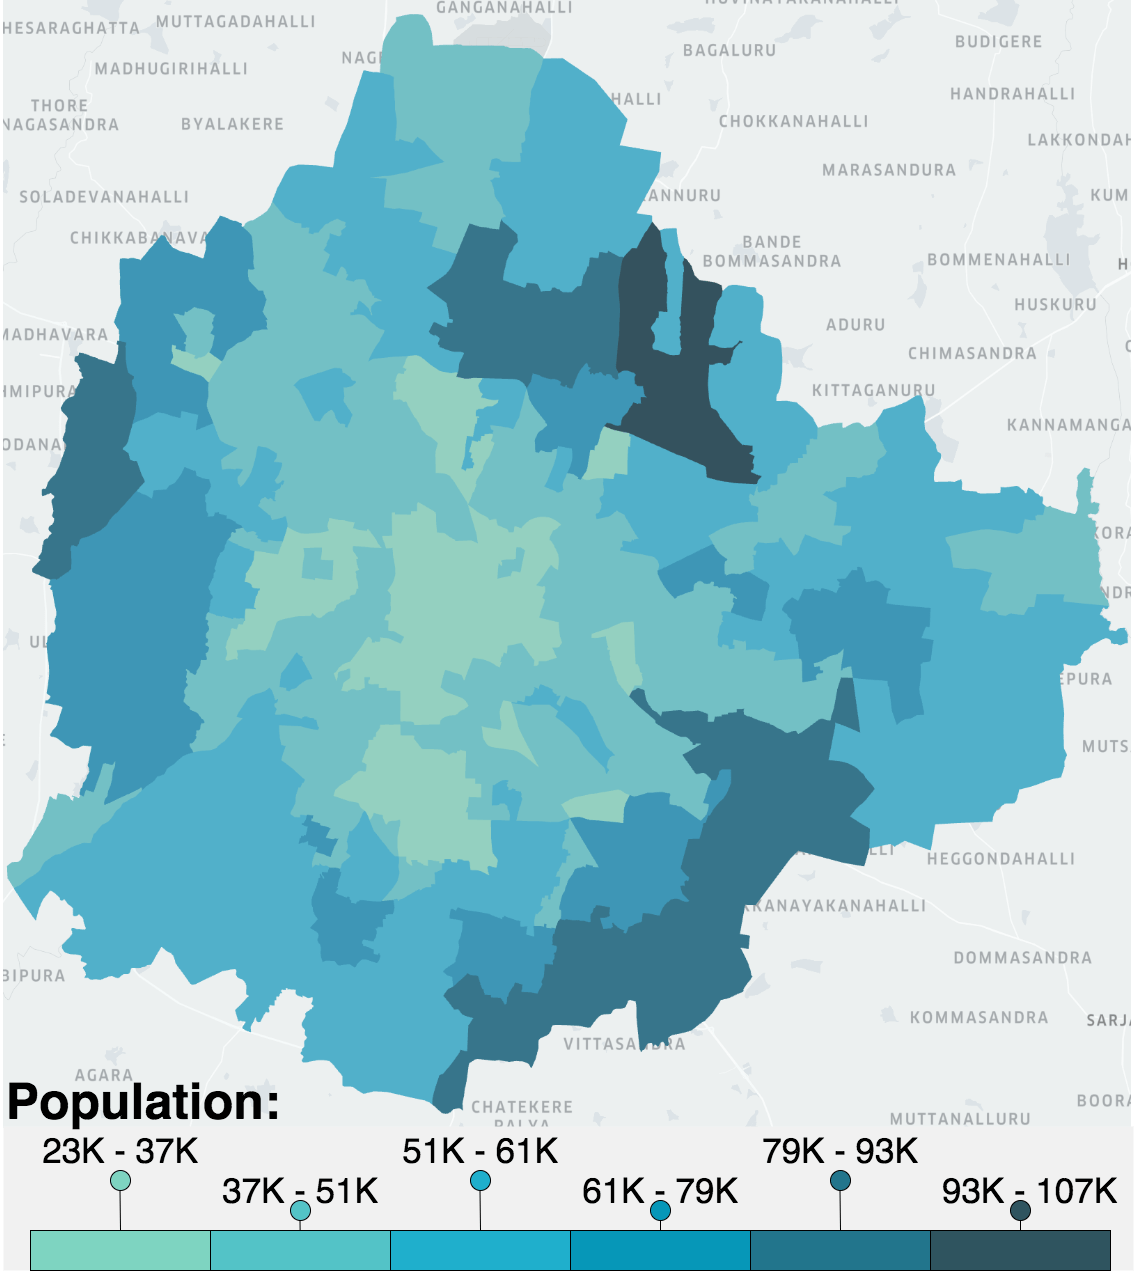 GANGANAHALLI
HESARAGHATTA
MUTTAGADAHALLI
BAGALURU
BUDIGERE
NAG
MADHUGIRIHALLI
HALLI
HANDRAHALLI
THORE
NAGASANDRA
BYALAKERE
CHOKKANAHALLI
LAKKONDAH
MARASANDURA
SOLADEVANAHALLI
ANNURU
KUM
CHIKKABANAVA
BANDE
BOMMASANDRA
BOMMENAHALLI
H
HUSKURU
MADHAVARA
ADURU
CHIMASANDRA
HMIPURA
KITTAGANURU
KANNAMANGA
ODANA
KORA
NDR
UL
EPURA
MUTS
LLI
HEGGONDAHALLI
KANAYAKANAHALLI
DOMMASANDRA
BIPURA
KOMMASANDRA
SARJ
VITTASANDRA
AGARA
CHATEKERE
PALYA
BOORA
MUTTANALLURU
Population:
23K - 37K
37K - 51K
51K - 61K
61K - 79K
79K - 93K
93K - 107K